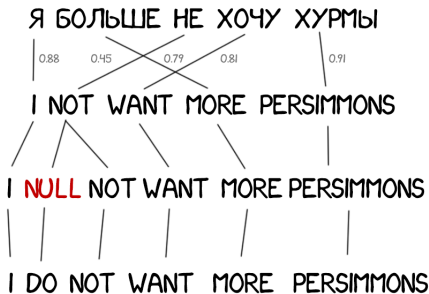 Я БОЛЬШЕ НЕ ХОЧУ ХУРМЫ
0.88 0.45 0.79 0.81 0.91
I NOT WANT MORE PERSIMMONS
I NULL NOT WANT MORE PERSIMMONS
I DO NOT WANT MORE PERSIMMONS